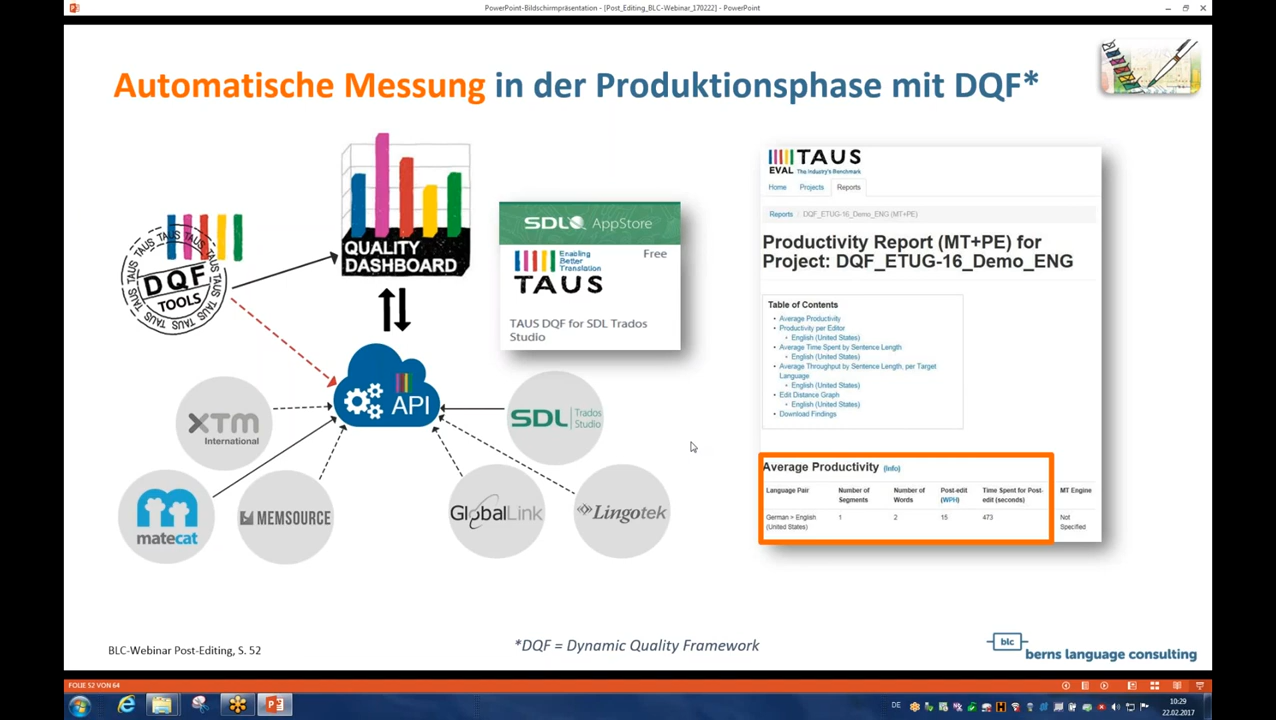 PowerPoint-Bildschirmpräsentation - [Post_Editing_BLC-Webinar_170222] - PowerPoint
Automatische Messung in der Produktionsphase mit DQF*
QUALITY
DASHBOARD
TAUS TAUS TAUS TAUS
DQF
TOOLS
SDL AppStore
Free
Enabling
Better
Translation
TAUS
TAUS DQF for SDL Trados
Studio
API
XTM
International
SDL Trados
Studio
matecat
MEMSOURCE
GlobalLink
Lingotek
TAUS
EVAL The Industry's Benchmark
Home Projects Reports
Reports / DQF_ETUG-16_Demo_ENG (MT+PE)
Productivity Report (MT+PE) for
Project: DQF_ETUG-16_Demo_ENG
Table of Contents
• Average Productivity
• Productivity per Editor
• English (United States)
• Average Time Spent by Sentence Length
• English (United States)
• Average Throughput by Sentence Length, per Target
Language
• English (United States)
• Edit Distance Graph
• English (United States)
• Download Findings
Average Productivity (Info)
Language Pair Number of Segments Number of Words Post-edit (WPH) Time Spent for Post-edit (seconds) MT Engine
German > English (United States) 1 2 15 473 Not Specified
*DQF = Dynamic Quality Framework
BLC-Webinar Post-Editing, S. 52
blc
berns language consulting
FOLIE 52 VON 64
DE
10:29
22.02.2017